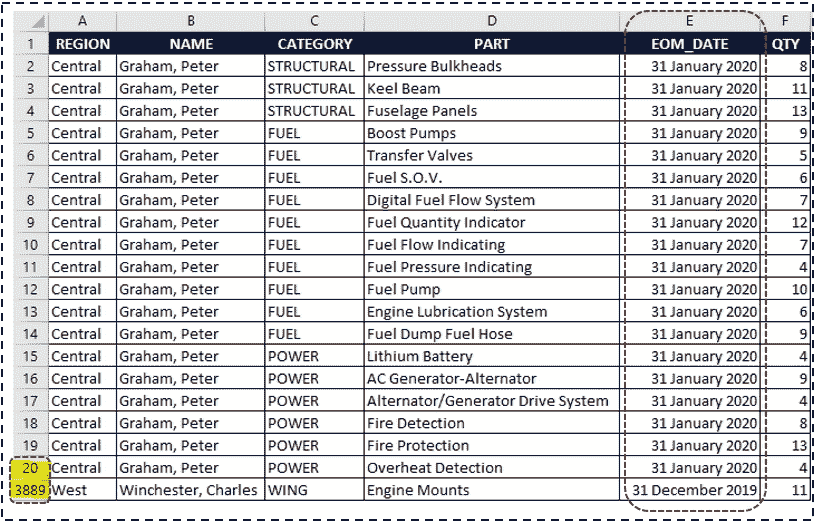 A B C D E F
1 REGION NAME CATEGORY PART EOM_DATE QTY
2 Central Graham, Peter STRUCTURAL Pressure Bulkheads 31 January 2020 8
3 Central Graham, Peter STRUCTURAL Keel Beam 31 January 2020 11
4 Central Graham, Peter STRUCTURAL Fuselage Panels 31 January 2020 13
5 Central Graham, Peter FUEL Boost Pumps 31 January 2020 9
6 Central Graham, Peter FUEL Transfer Valves 31 January 2020 5
7 Central Graham, Peter FUEL Fuel S.O.V. 31 January 2020 6
8 Central Graham, Peter FUEL Digital Fuel Flow System 31 January 2020 7
9 Central Graham, Peter FUEL Fuel Quantity Indicator 31 January 2020 12
10 Central Graham, Peter FUEL Fuel Flow Indicating 31 January 2020 7
11 Central Graham, Peter FUEL Fuel Pressure Indicating 31 January 2020 4
12 Central Graham, Peter FUEL Fuel Pump 31 January 2020 10
13 Central Graham, Peter FUEL Engine Lubrication System 31 January 2020 6
14 Central Graham, Peter FUEL Fuel Dump Fuel Hose 31 January 2020 9
15 Central Graham, Peter POWER Lithium Battery 31 January 2020 4
16 Central Graham, Peter POWER AC Generator-Alternator 31 January 2020 9
17 Central Graham, Peter POWER Alternator/Generator Drive System 31 January 2020 4
18 Central Graham, Peter POWER Fire Detection 31 January 2020 8
19 Central Graham, Peter POWER Fire Protection 31 January 2020 13
20 Central Graham, Peter POWER Overheat Detection 31 January 2020 4
3889 West Winchester, Charles WING Engine Mounts 31 December 2019 11